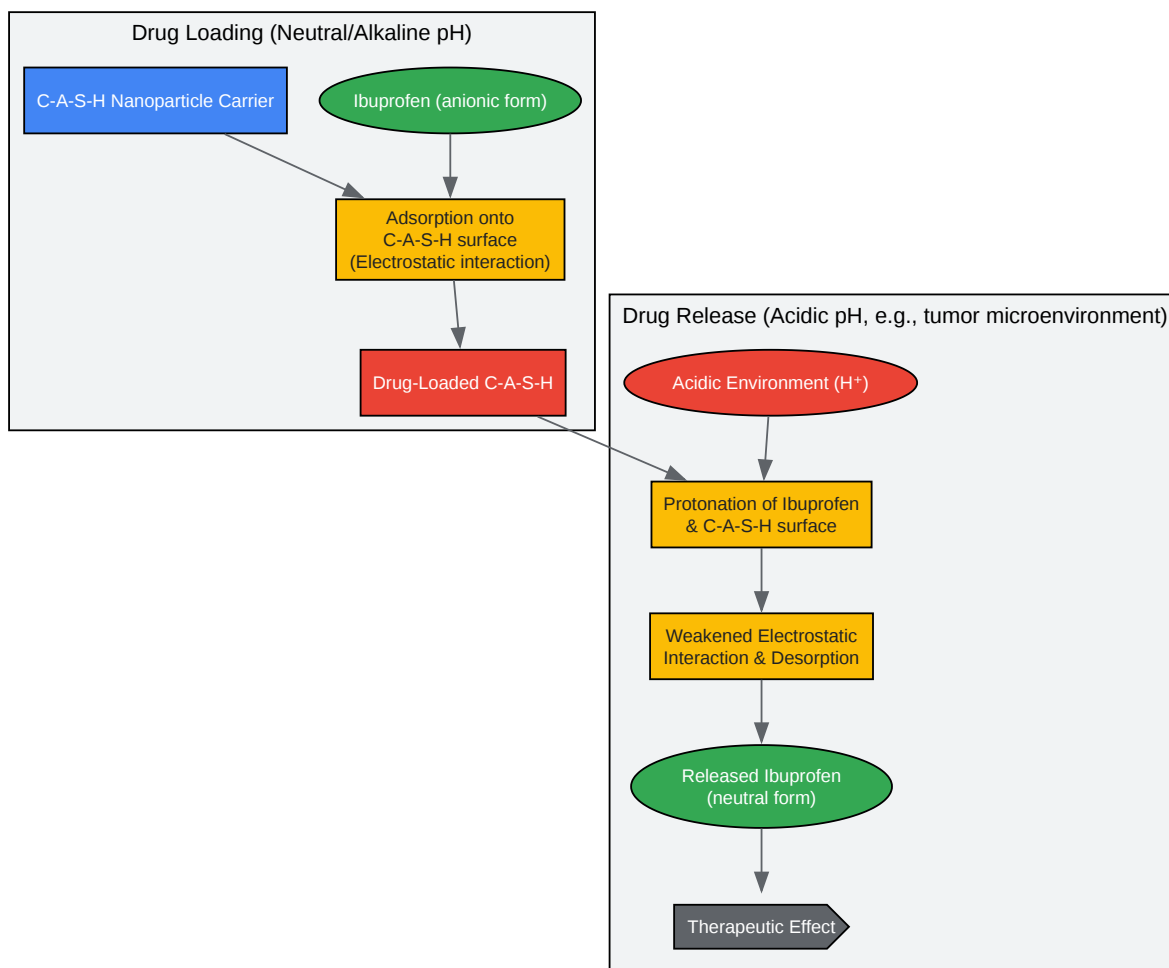 Drug Loading (Neutral/Alkaline pH)
C-A-S-H Nanoparticle Carrier
Ibuprofen (anionic form)
Adsorption onto
C-A-S-H surface
(Electrostatic interaction)
Drug-Loaded C-A-S-H
Drug Release (Acidic pH, e.g., tumor microenvironment)
Acidic Environment (H⁺)
Protonation of Ibuprofen
& C-A-S-H surface
Weakened Electrostatic
Interaction & Desorption
Released Ibuprofen
(neutral form)
Therapeutic Effect